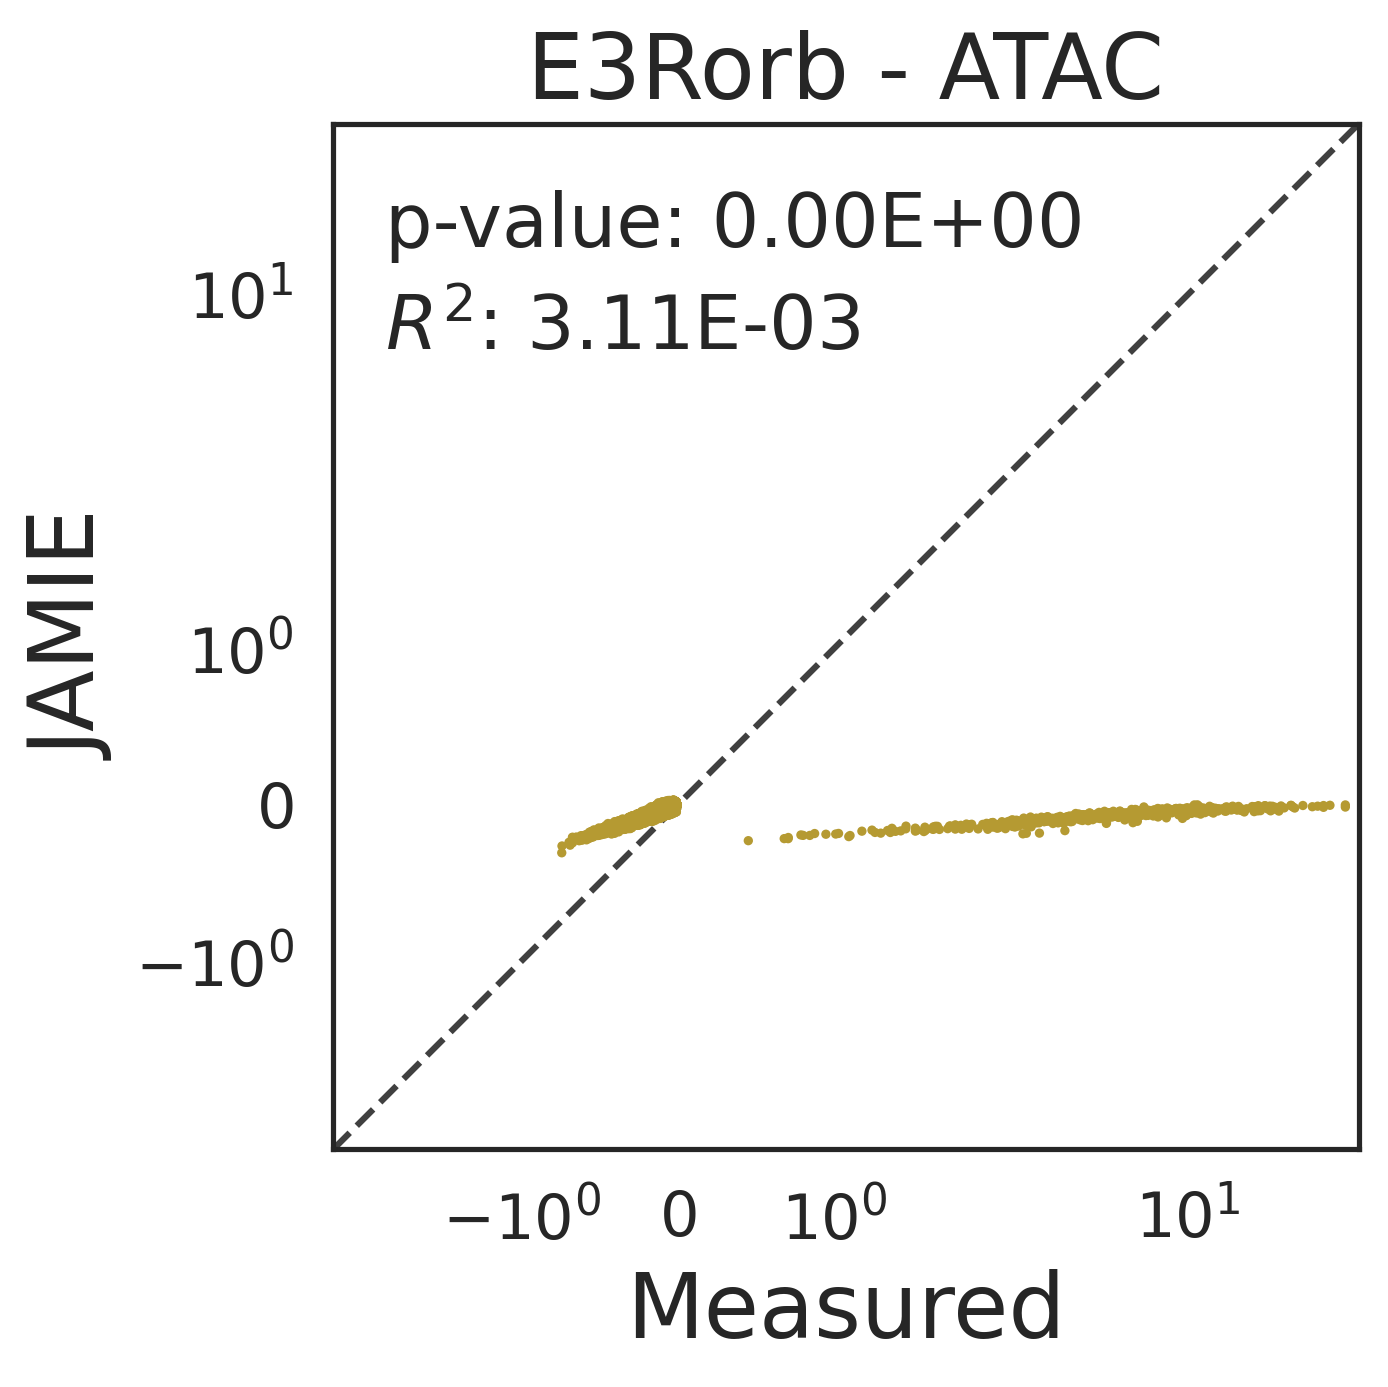 E3Rorb - ATAC
p-value: 0.00E+00
R²: 3.11E-03
10¹
10⁰
0
−10⁰
JAMIE
−10⁰ 0 10⁰ 10¹
Measured